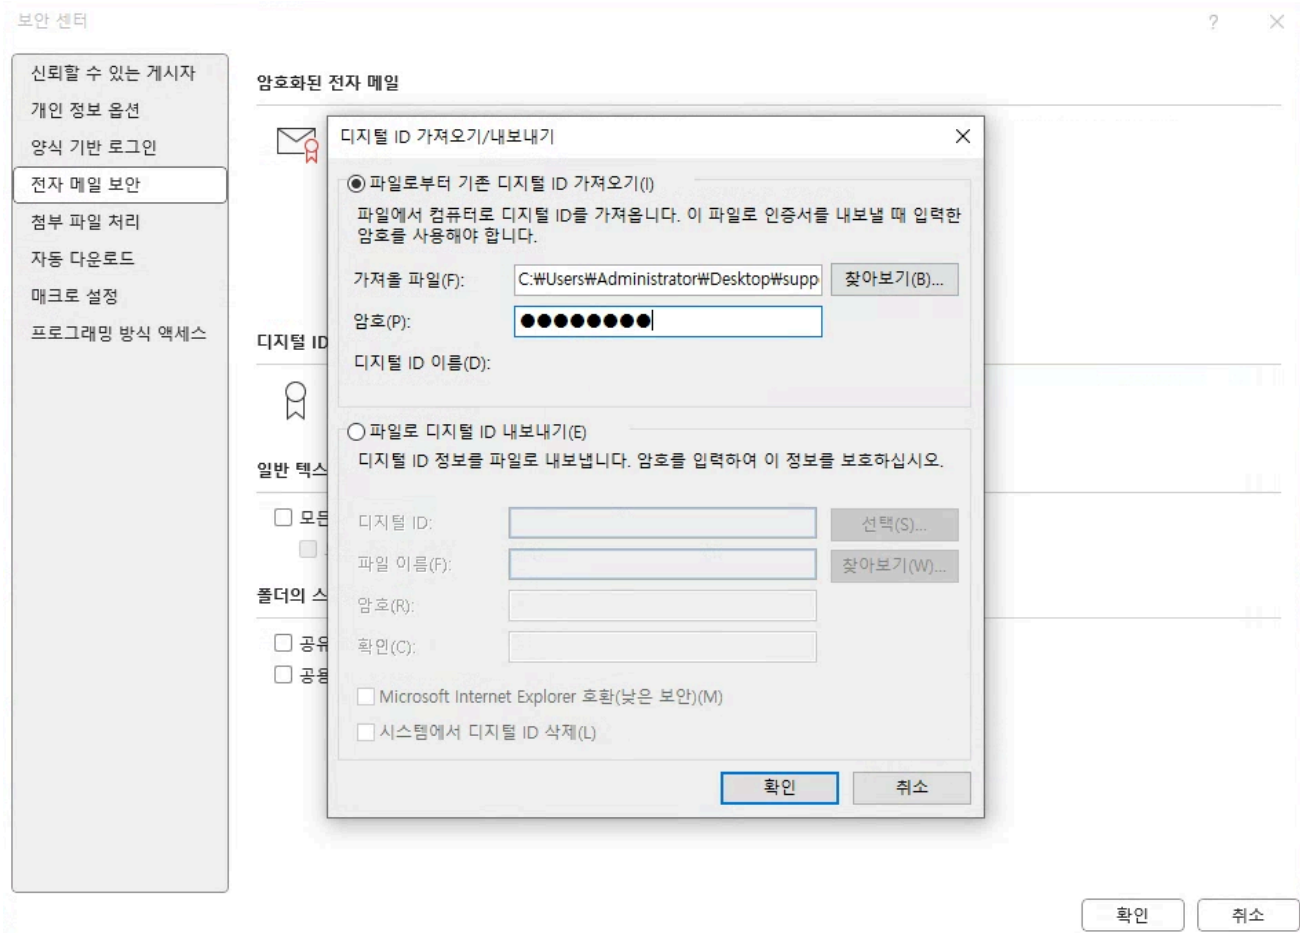 보안 센터
신뢰할 수 있는 게시자
개인 정보 옵션
양식 기반 로그인
전자 메일 보안
첨부 파일 처리
자동 다운로드
매크로 설정
프로그래밍 방식 액세스
암호화된 전자 메일
디지털 ID
일반 텍스
모든
폴더의 스
공유
공용
디지털 ID 가져오기/내보내기
파일로부터 기존 디지털 ID 가져오기(I)
파일에서 컴퓨터로 디지털 ID를 가져옵니다. 이 파일로 인증서를 내보낼 때 입력한
암호를 사용해야 합니다.
가져올 파일(F): C:₩Users₩Administrator₩Desktop₩supp 찾아보기(B)...
암호(P): ●●●●●●●●
디지털 ID 이름(D):
파일로 디지털 ID 내보내기(E)
디지털 ID 정보를 파일로 내보냅니다. 암호를 입력하여 이 정보를 보호하십시오.
디지털 ID: 선택(S)...
파일 이름(F): 찾아보기(W)...
암호(R):
확인(C):
Microsoft Internet Explorer 호환(낮은 보안)(M)
시스템에서 디지털 ID 삭제(L)
확인 취소
확인 취소